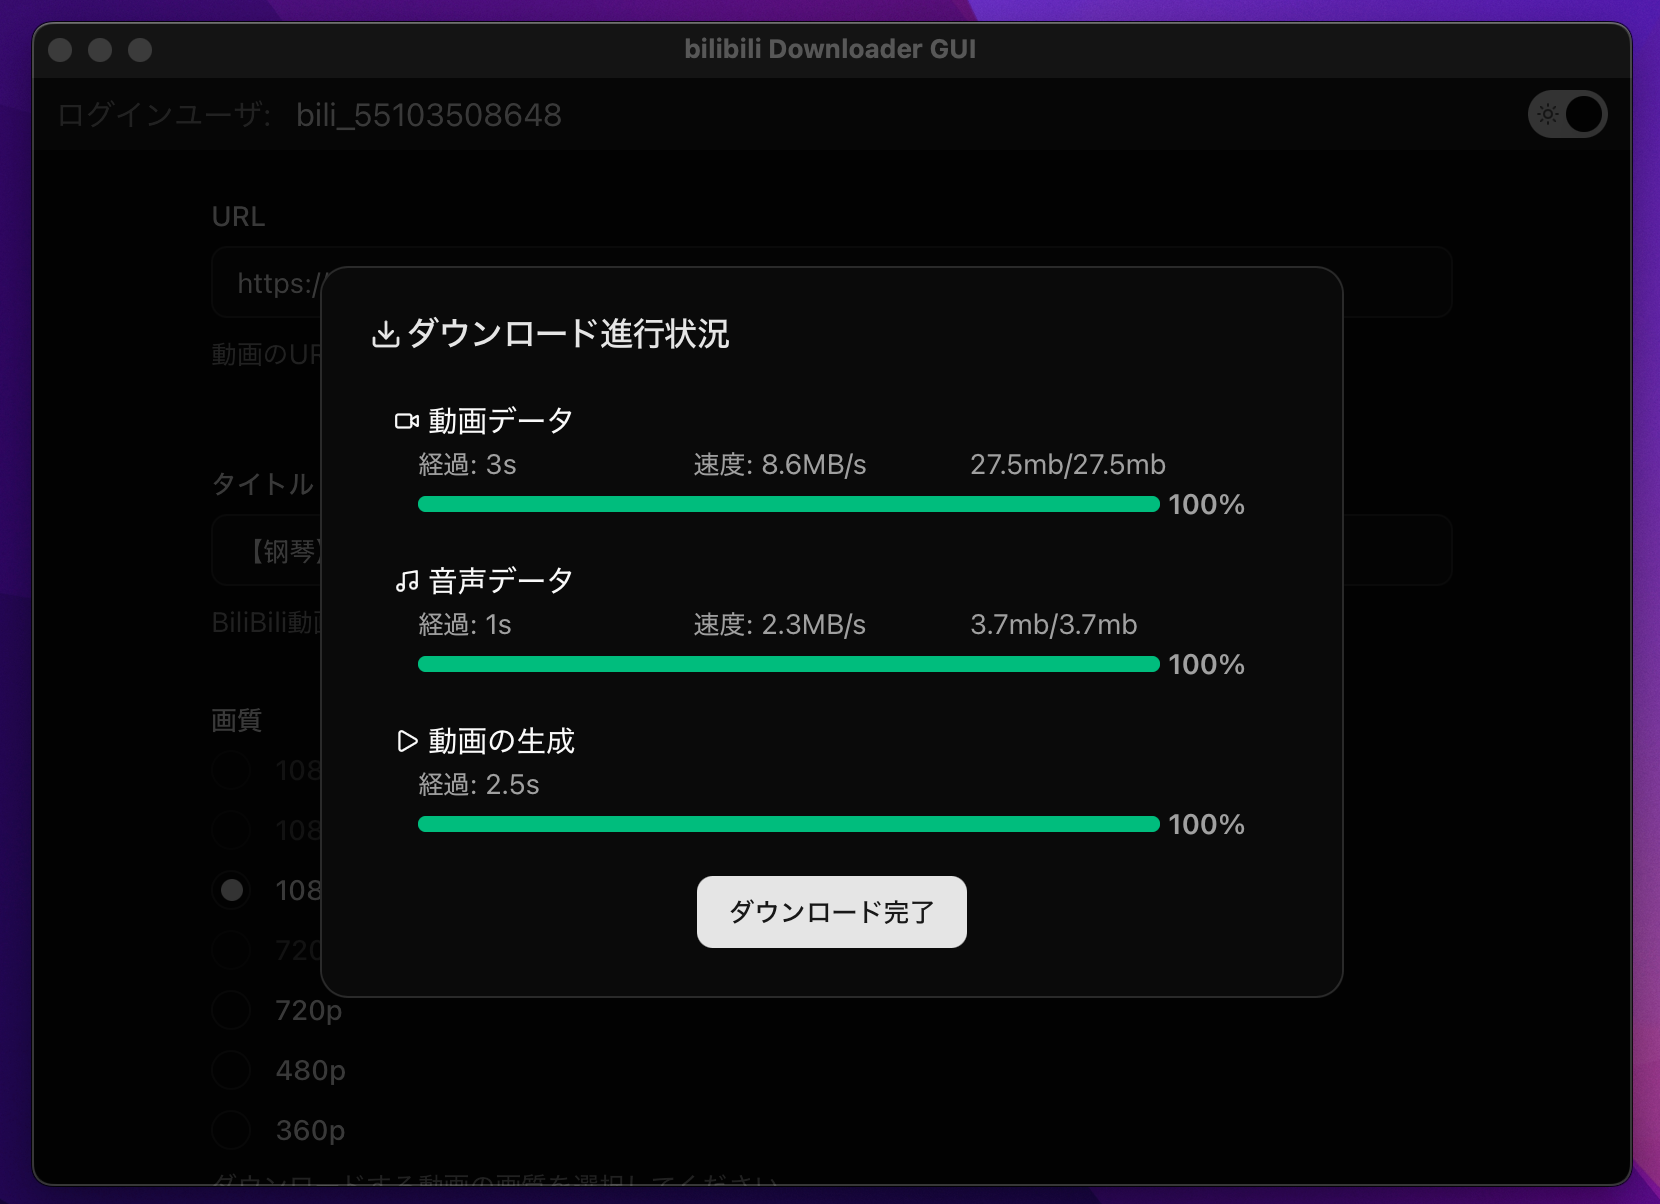 bilibili Downloader GUI
ログインユーザ: bili_55103508648
URL
https://
動画のUR
タイトル
【钢琴】
BiliBili動画
画質
108
108
108
720
720p
480p
360p
ダウンロードする動画の画質を選択してください
ダウンロード進行状況
動画データ
経過: 3s 速度: 8.6MB/s 27.5mb/27.5mb
100%
音声データ
経過: 1s 速度: 2.3MB/s 3.7mb/3.7mb
100%
動画の生成
経過: 2.5s
100%
ダウンロード完了